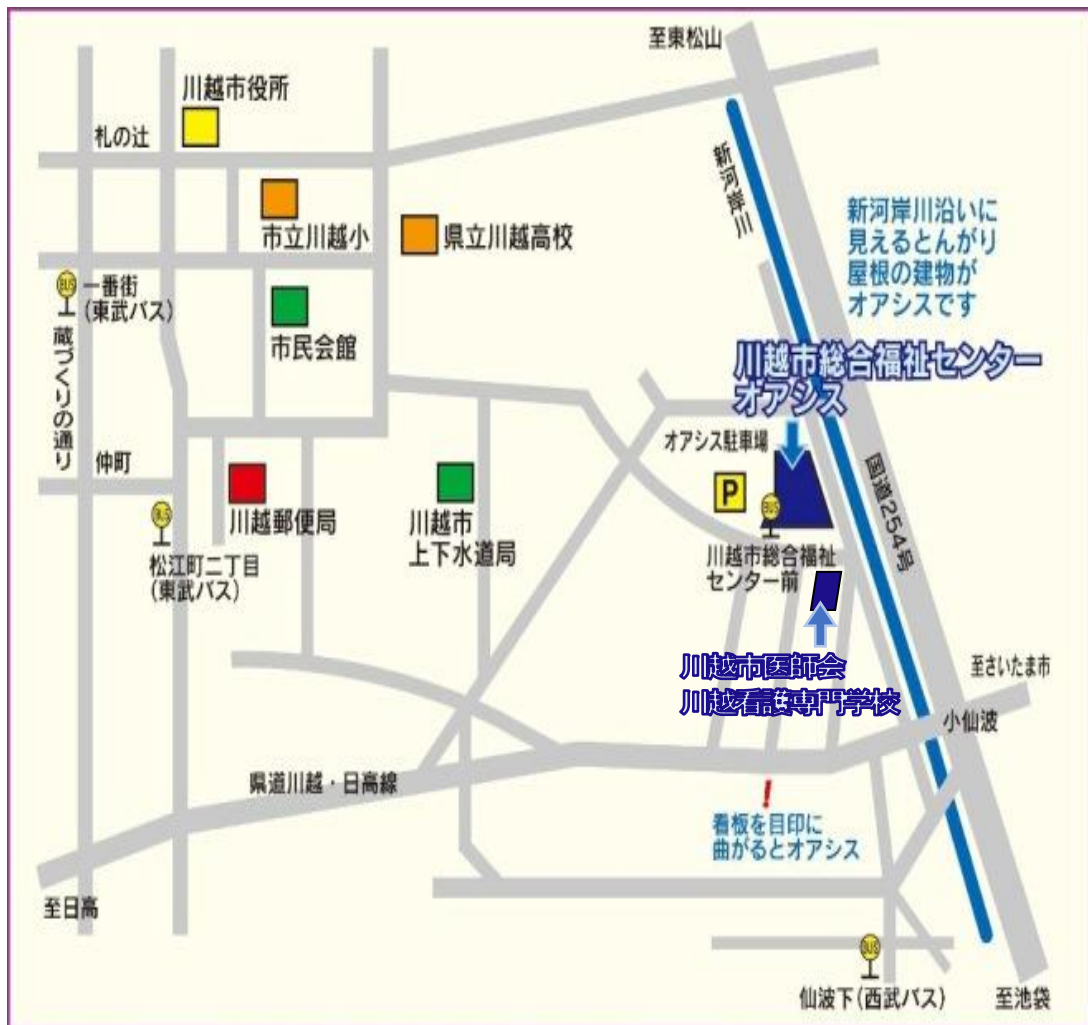 至東松山
川越市役所
札の辻
新河岸川
市立川越小
県立川越高校
新河岸川沿いに
見えるとんがり
屋根の建物が
オアシスです
BUS
一番街
(東武バス)
市民会館
蔵づくりの通り
川越市総合福祉センター
オアシス
オアシス駐車場
仲町
P
国道254号
BUS
BUS
川越郵便局
川越市
上下水道局
松江町二丁目
(東武バス)
川越市総合福祉
センター前
川越市医師会
川越看護専門学校
至さいたま市
小仙波
県道川越・日高線
!
看板を目印に
曲がるとオアシス
至日高
BUS
仙波下(西武バス)
至池袋